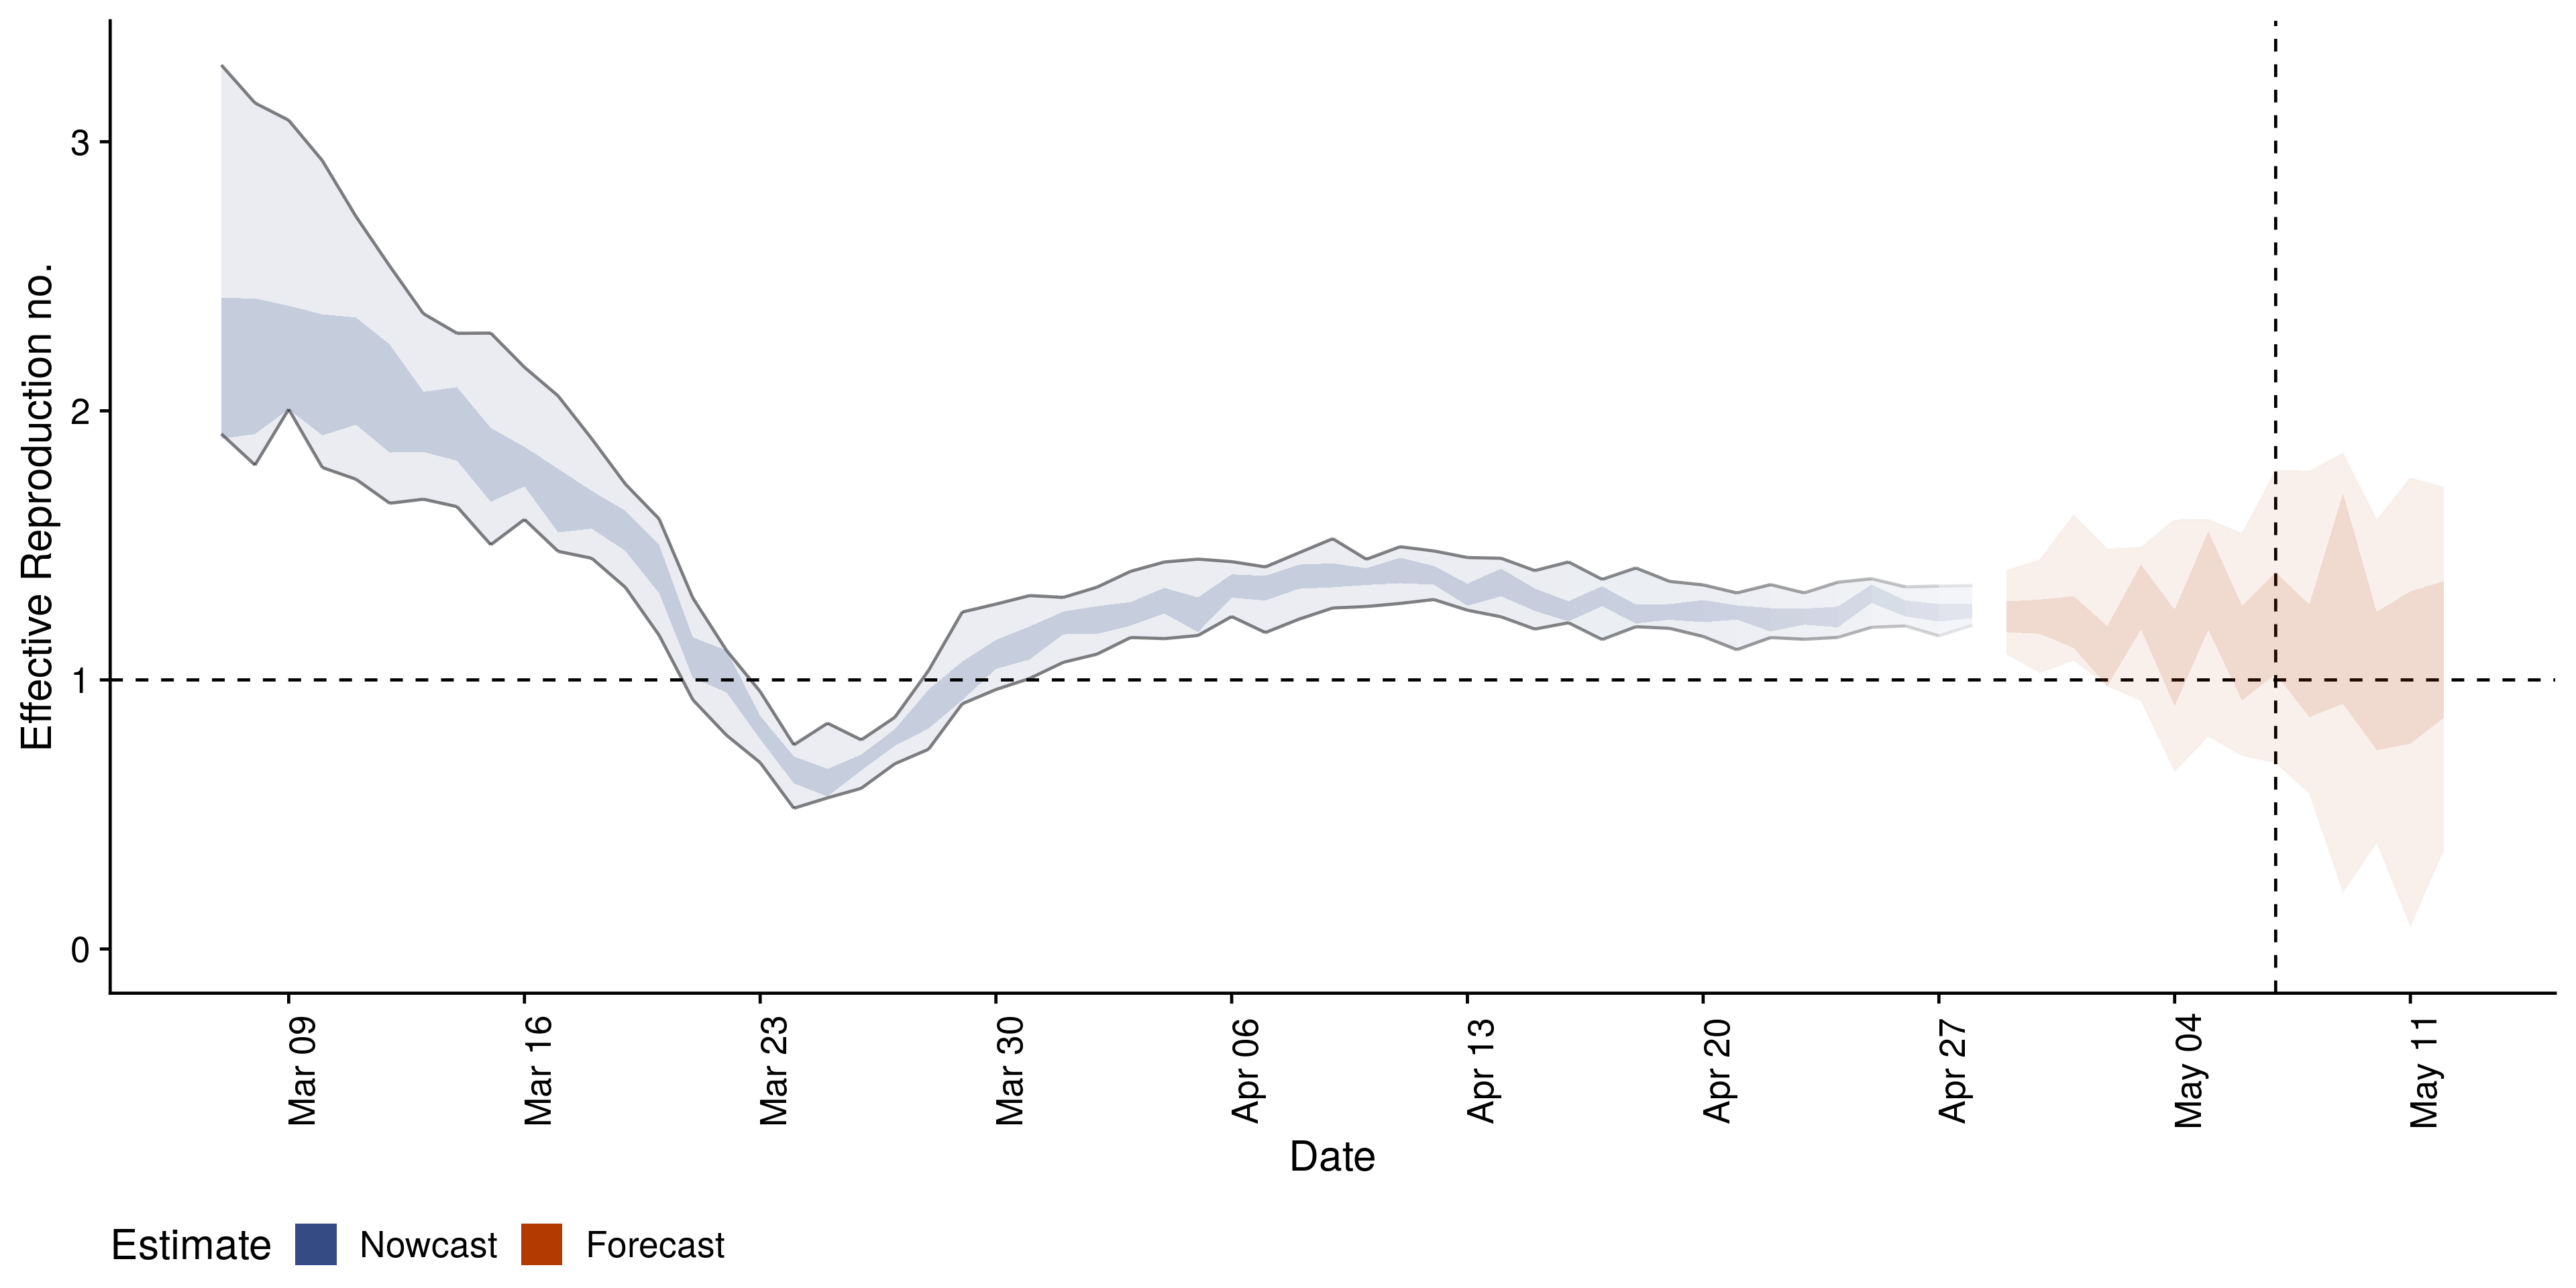 Effective Reproduction no.
3
2
1
0
Mar 09
Mar 16
Mar 23
Mar 30
Apr 06
Apr 13
Apr 20
Apr 27
May 04
May 11
Date
Estimate Nowcast Forecast